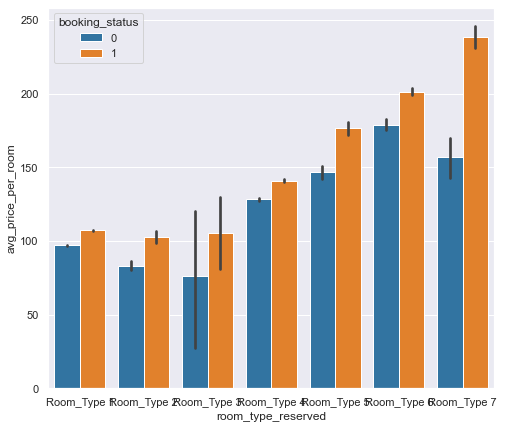 booking_status
0
1
250
200
150
100
50
0
avg_price_per_room
Room_Type 1 Room_Type 2 Room_Type 3 Room_Type 4 Room_Type 5 Room_Type 6 Room_Type 7
room_type_reserved